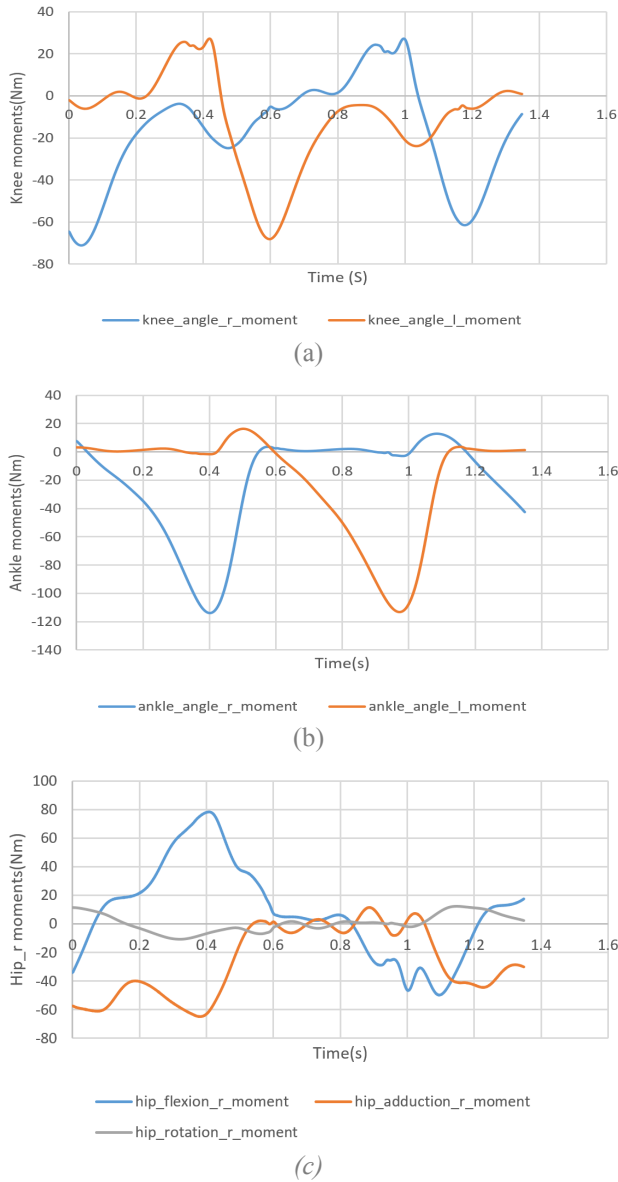 40
20
0
-20
-40
-60
-80
0 0.2 0.4 0.6 0.8 1 1.2 1.4 1.6
Knee moments(Nm)
Time (S)
knee_angle_r_moment knee_angle_l_moment
(a)
40
20
0
-20
-40
-60
-80
-100
-120
-140
0 0.2 0.4 0.6 0.8 1 1.2 1.4 1.6
Ankle moments(Nm)
Time(s)
ankle_angle_r_moment ankle_angle_l_moment
(b)
100
80
60
40
20
0
-20
-40
-60
-80
0 0.2 0.4 0.6 0.8 1 1.2 1.4 1.6
Hip_r moments(Nm)
Time(s)
hip_flexion_r_moment hip_adduction_r_moment
hip_rotation_r_moment
(c)